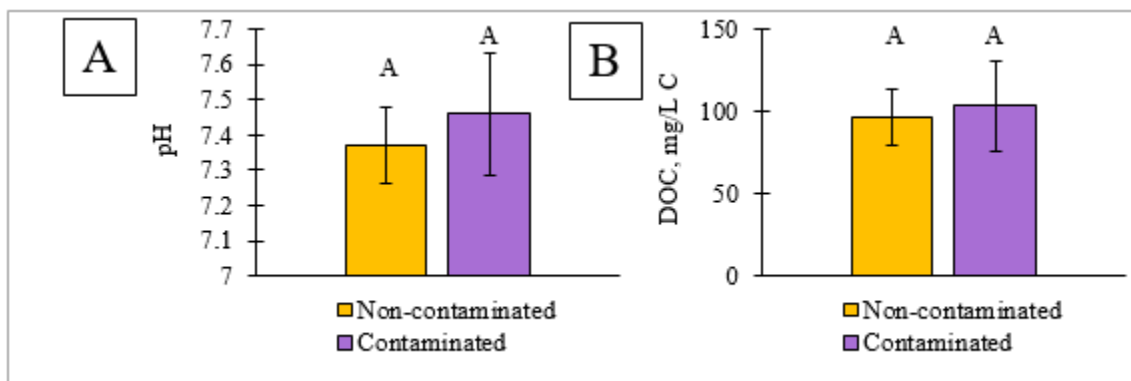 A
pH
7.7
7.6
7.5
7.4
7.3
7.2
7.1
7
A
A
Non-contaminated
Contaminated
B
DOC, mg/L C
150
100
50
0
A
A
Non-contaminated
Contaminated